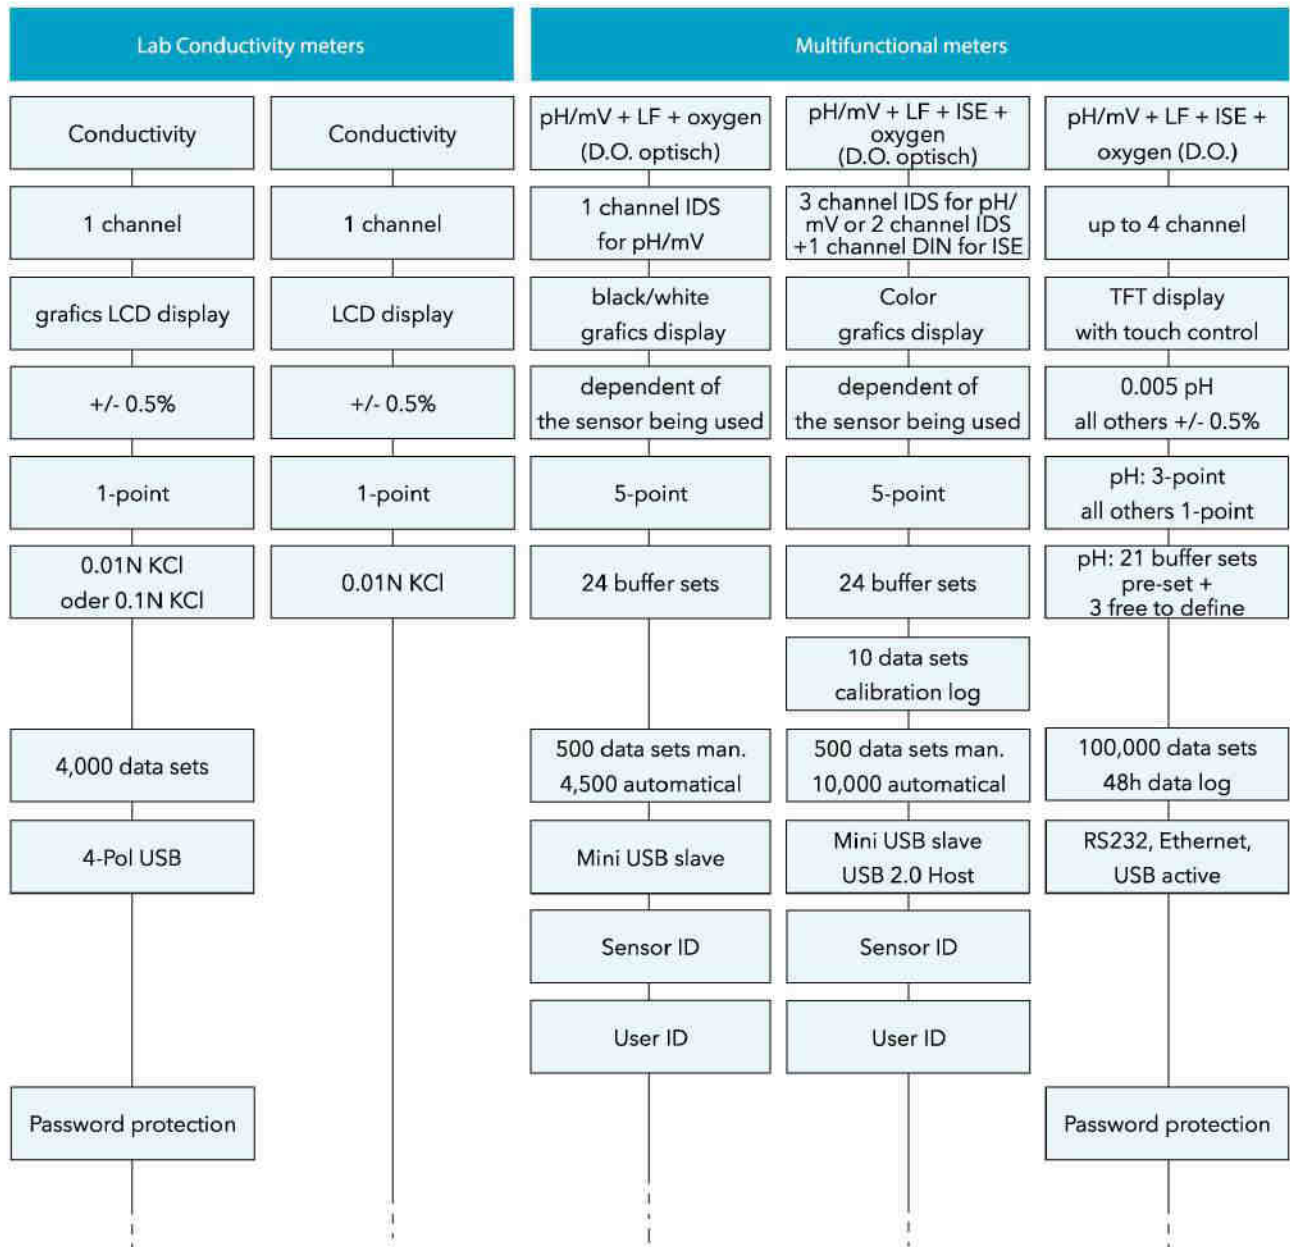 Lab Conductivity meters
Multifunctional meters
Conductivity
Conductivity
pH/mV + LF + oxygen
(D.O. optisch)
pH/mV + LF + ISE +
oxygen
(D.O. optisch)
pH/mV + LF + ISE +
oxygen (D.O.)
1 channel
1 channel
1 channel IDS
for pH/mV
3 channel IDS for pH/
mV or 2 channel IDS
+1 channel DIN for ISE
up to 4 channel
grafics LCD display
LCD display
black/white
grafics display
Color
grafics display
TFT display
with touch control
+/- 0.5%
+/- 0.5%
dependent of
the sensor being used
dependent of
the sensor being used
0.005 pH
all others +/- 0.5%
1-point
1-point
5-point
5-point
pH: 3-point
all others 1-point
0.01N KCl
oder 0.1N KCl
0.01N KCl
24 buffer sets
24 buffer sets
pH: 21 buffer sets
pre-set +
3 free to define
10 data sets
calibration log
4,000 data sets
500 data sets man.
4,500 automatical
500 data sets man.
10,000 automatical
100,000 data sets
48h data log
4-Pol USB
Mini USB slave
Mini USB slave
USB 2.0 Host
RS232, Ethernet,
USB active
Sensor ID
Sensor ID
User ID
User ID
Password protection
Password protection